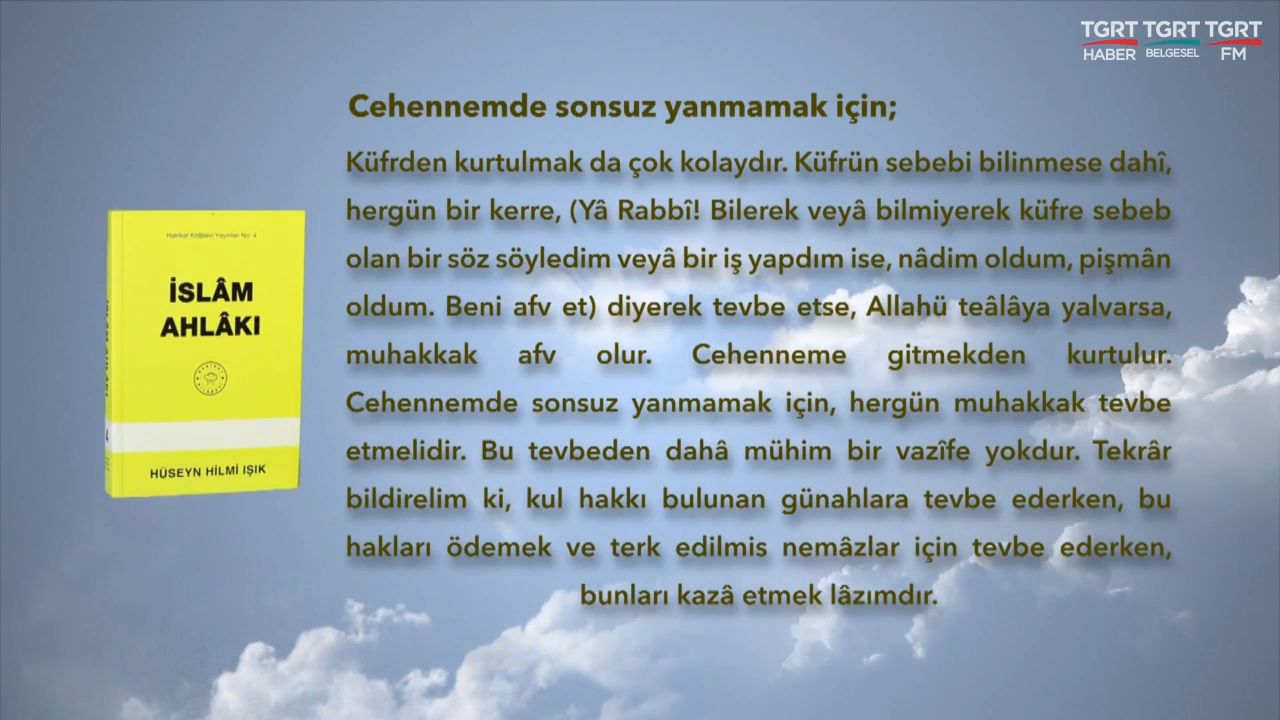 TGRT TGRT TGRT
HABER BELGESEL FM
Cehennemde sonsuz yanmamak için;
Küfrden kurtulmak da çok kolaydır. Küfrün sebebi bilinmese dahî,
hergün bir kerre, (Yâ Rabbî! Bilerek veyâ bilmiyerek küfre sebeb
olan bir söz söyledim veyâ bir iş yapdım ise, nâdim oldum, pişmân
oldum. Beni afv et) diyerek tevbe etse, Allahü teâlâya yalvarsa,
muhakkak afv olur. Cehenneme gitmekden kurtulur.
Cehennemde sonsuz yanmamak için, hergün muhakkak tevbe
etmelidir. Bu tevbeden dahâ mühim bir vazîfe yokdur. Tekrâr
bildirelim ki, kul hakkı bulunan günahlara tevbe ederken, bu
hakları ödemek ve terk edilmis nemâzlar için tevbe ederken,
bunları kazâ etmek lâzımdır.
Hakîkat Kitâbevi Yayınları No: 4
İSLÂM
AHLÂKI
HÜSEYN HİLMİ IŞIK